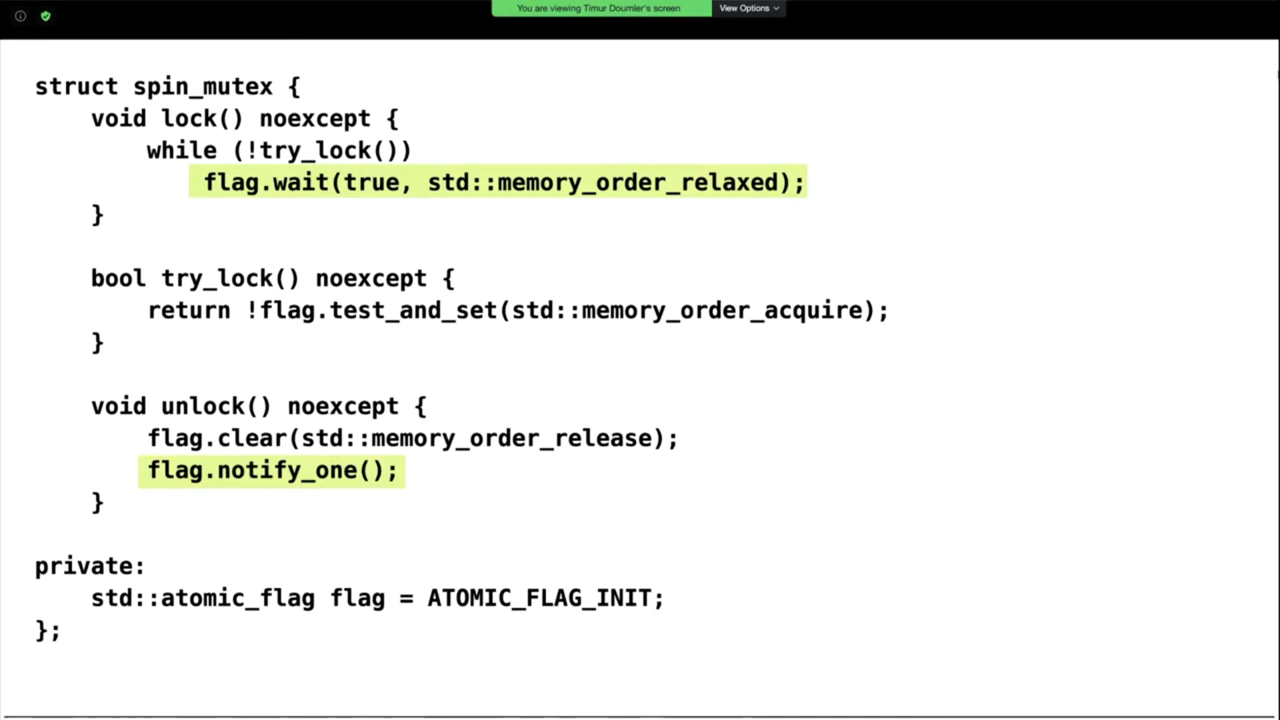 You are viewing Timur Doumler's screen
View Options
struct spin_mutex {
    void lock() noexcept {
        while (!try_lock())
            flag.wait(true, std::memory_order_relaxed);
    }

    bool try_lock() noexcept {
        return !flag.test_and_set(std::memory_order_acquire);
    }

    void unlock() noexcept {
        flag.clear(std::memory_order_release);
        flag.notify_one();
    }

private:
    std::atomic_flag flag = ATOMIC_FLAG_INIT;
};